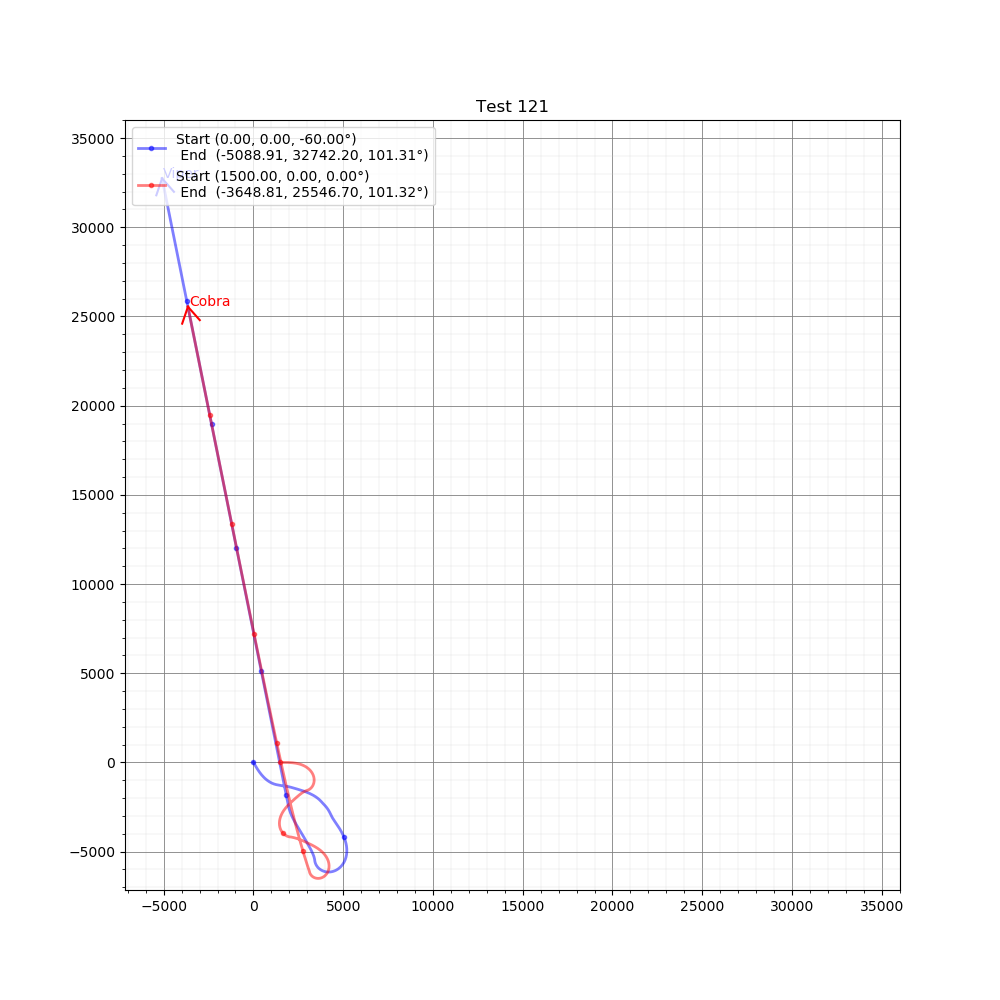 Test 121
Start (0.00, 0.00, -60.00°)
End (-5088.91, 32742.20, 101.31°)
Start (1500.00, 0.00, 0.00°)
End (-3648.81, 25546.70, 101.32°)
Cobra
35000
30000
25000
20000
15000
10000
5000
0
−5000
−5000 0 5000 10000 15000 20000 25000 30000 35000